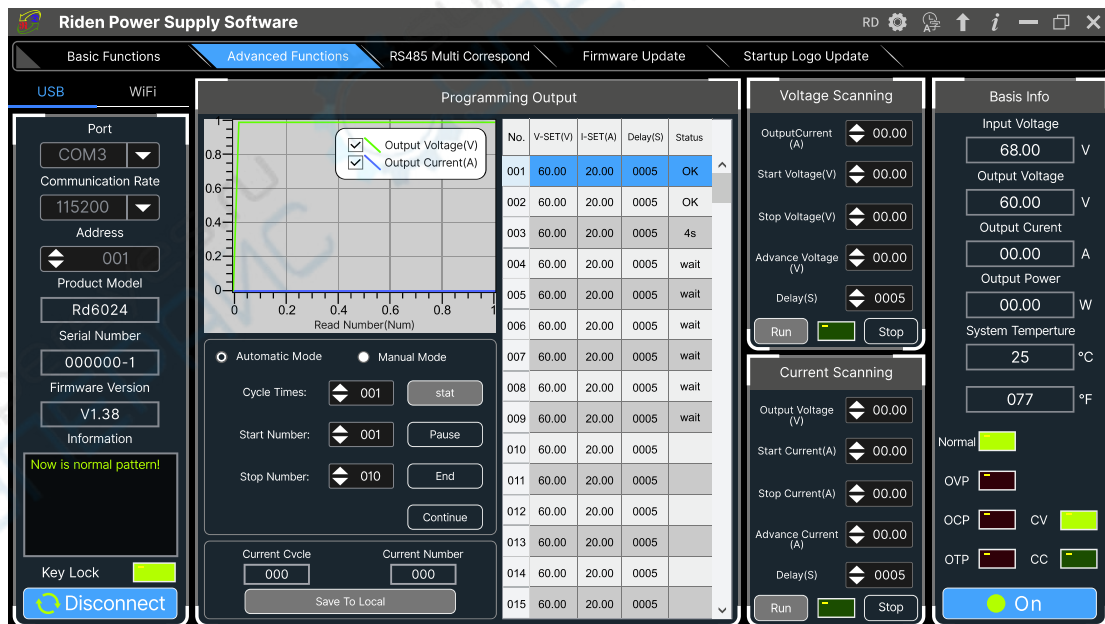 Riden Power Supply Software
RD
Basic Functions
Advanced Functions
RS485 Multi Correspond
Firmware Update
Startup Logo Update
USB
WiFi
Port
COM3
Communication Rate
115200
Address
001
Product Model
Rd6024
Serial Number
000000-1
Firmware Version
V1.38
Information
Now is normal pattern!
Key Lock
Disconnect
Programming Output
1
0.8
0.6
0.4
0.2
0
0 0.2 0.4 0.6 0.8 1
Read Number(Num)
Output Voltage(V)
Output Current(A)
Automatic Mode
Manual Mode
Cycle Times: 001 stat
Start Number: 001 Pause
Stop Number: 010 End
Continue
Current Cvcle
000
Current Number
000
Save To Local
No. V-SET(V) I-SET(A) Delay(S) Status
001 60.00 20.00 0005 OK
002 60.00 20.00 0005 OK
003 60.00 20.00 0005 4s
004 60.00 20.00 0005 wait
005 60.00 20.00 0005 wait
006 60.00 20.00 0005 wait
007 60.00 20.00 0005 wait
008 60.00 20.00 0005 wait
009 60.00 20.00 0005 wait
010 60.00 20.00 0005
011 60.00 20.00 0005
012 60.00 20.00 0005
013 60.00 20.00 0005
014 60.00 20.00 0005
015 60.00 20.00 0005
Voltage Scanning
OutputCurrent
(A)
00.00
Start Voltage(V) 00.00
Stop Voltage(V) 00.00
Advance Voltage
(V)
00.00
Delay(S) 0005
Run Stop
Current Scanning
Output Voltage
(V)
00.00
Start Current(A) 00.00
Stop Current(A) 00.00
Advance Current
(A)
00.00
Delay(S) 0005
Run Stop
Basis Info
Input Voltage
68.00 V
Output Voltage
60.00 V
Output Curent
00.00 A
Output Power
00.00 W
System Temperture
25 °C
077 °F
Normal
OVP
OCP CV
OTP CC
On